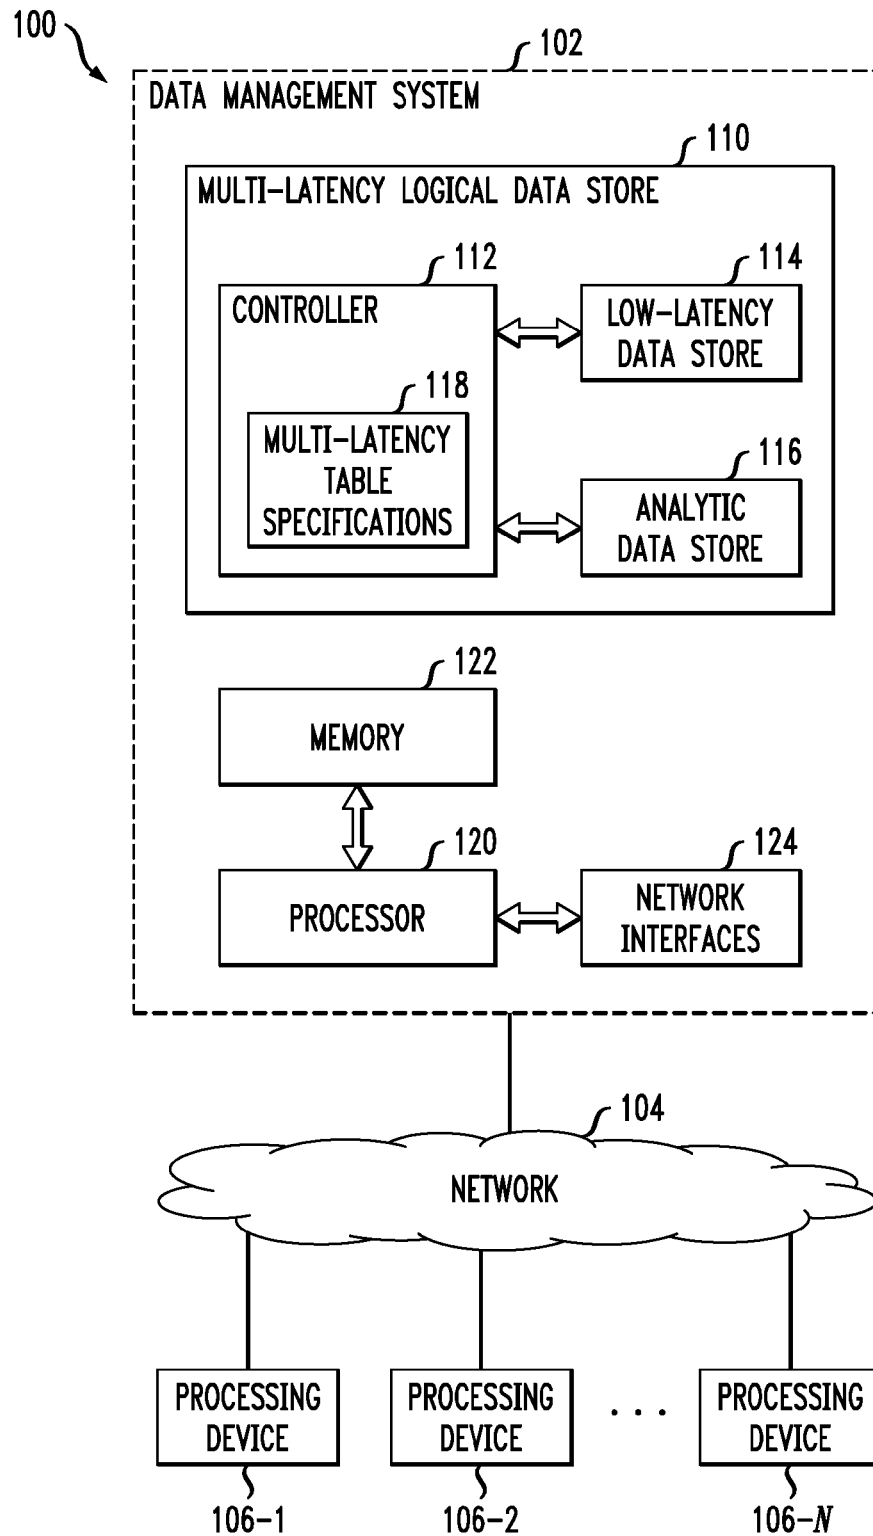 100
102
DATA MANAGEMENT SYSTEM
110
MULTI-LATENCY LOGICAL DATA STORE
112
CONTROLLER
114
LOW-LATENCY
DATA STORE
118
MULTI-LATENCY
TABLE
SPECIFICATIONS
116
ANALYTIC
DATA STORE
122
MEMORY
120
PROCESSOR
124
NETWORK
INTERFACES
104
NETWORK
PROCESSING
DEVICE
106-1
PROCESSING
DEVICE
106-2
. . .
PROCESSING
DEVICE
106-N